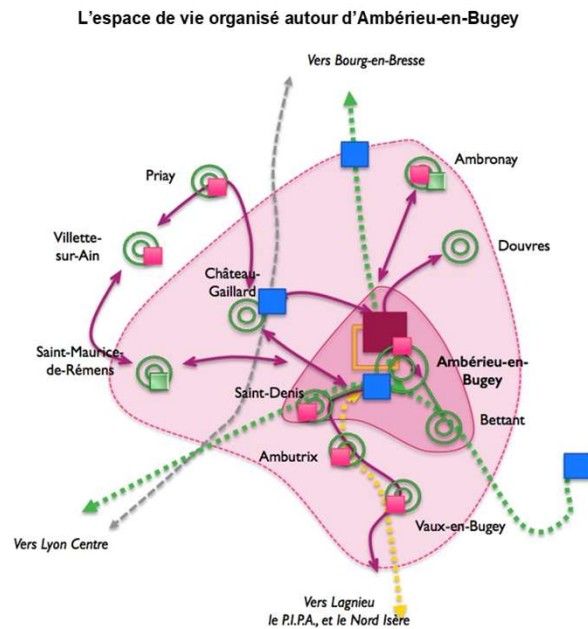 L’espace de vie organisé autour d’Ambérieu-en-Bugey
Vers Bourg-en-Bresse
Ambronay
Priay
Villette-
sur-Ain
Douvres
Château-
Gaillard
Saint-Maurice-
de-Rémens
Ambérieu-en-
Bugey
Saint-Denis
Bettant
Ambutrix
Vaux-en-Bugey
Vers Lyon Centre
Vers Lagnieu
le P.I.P.A., et le Nord Isère